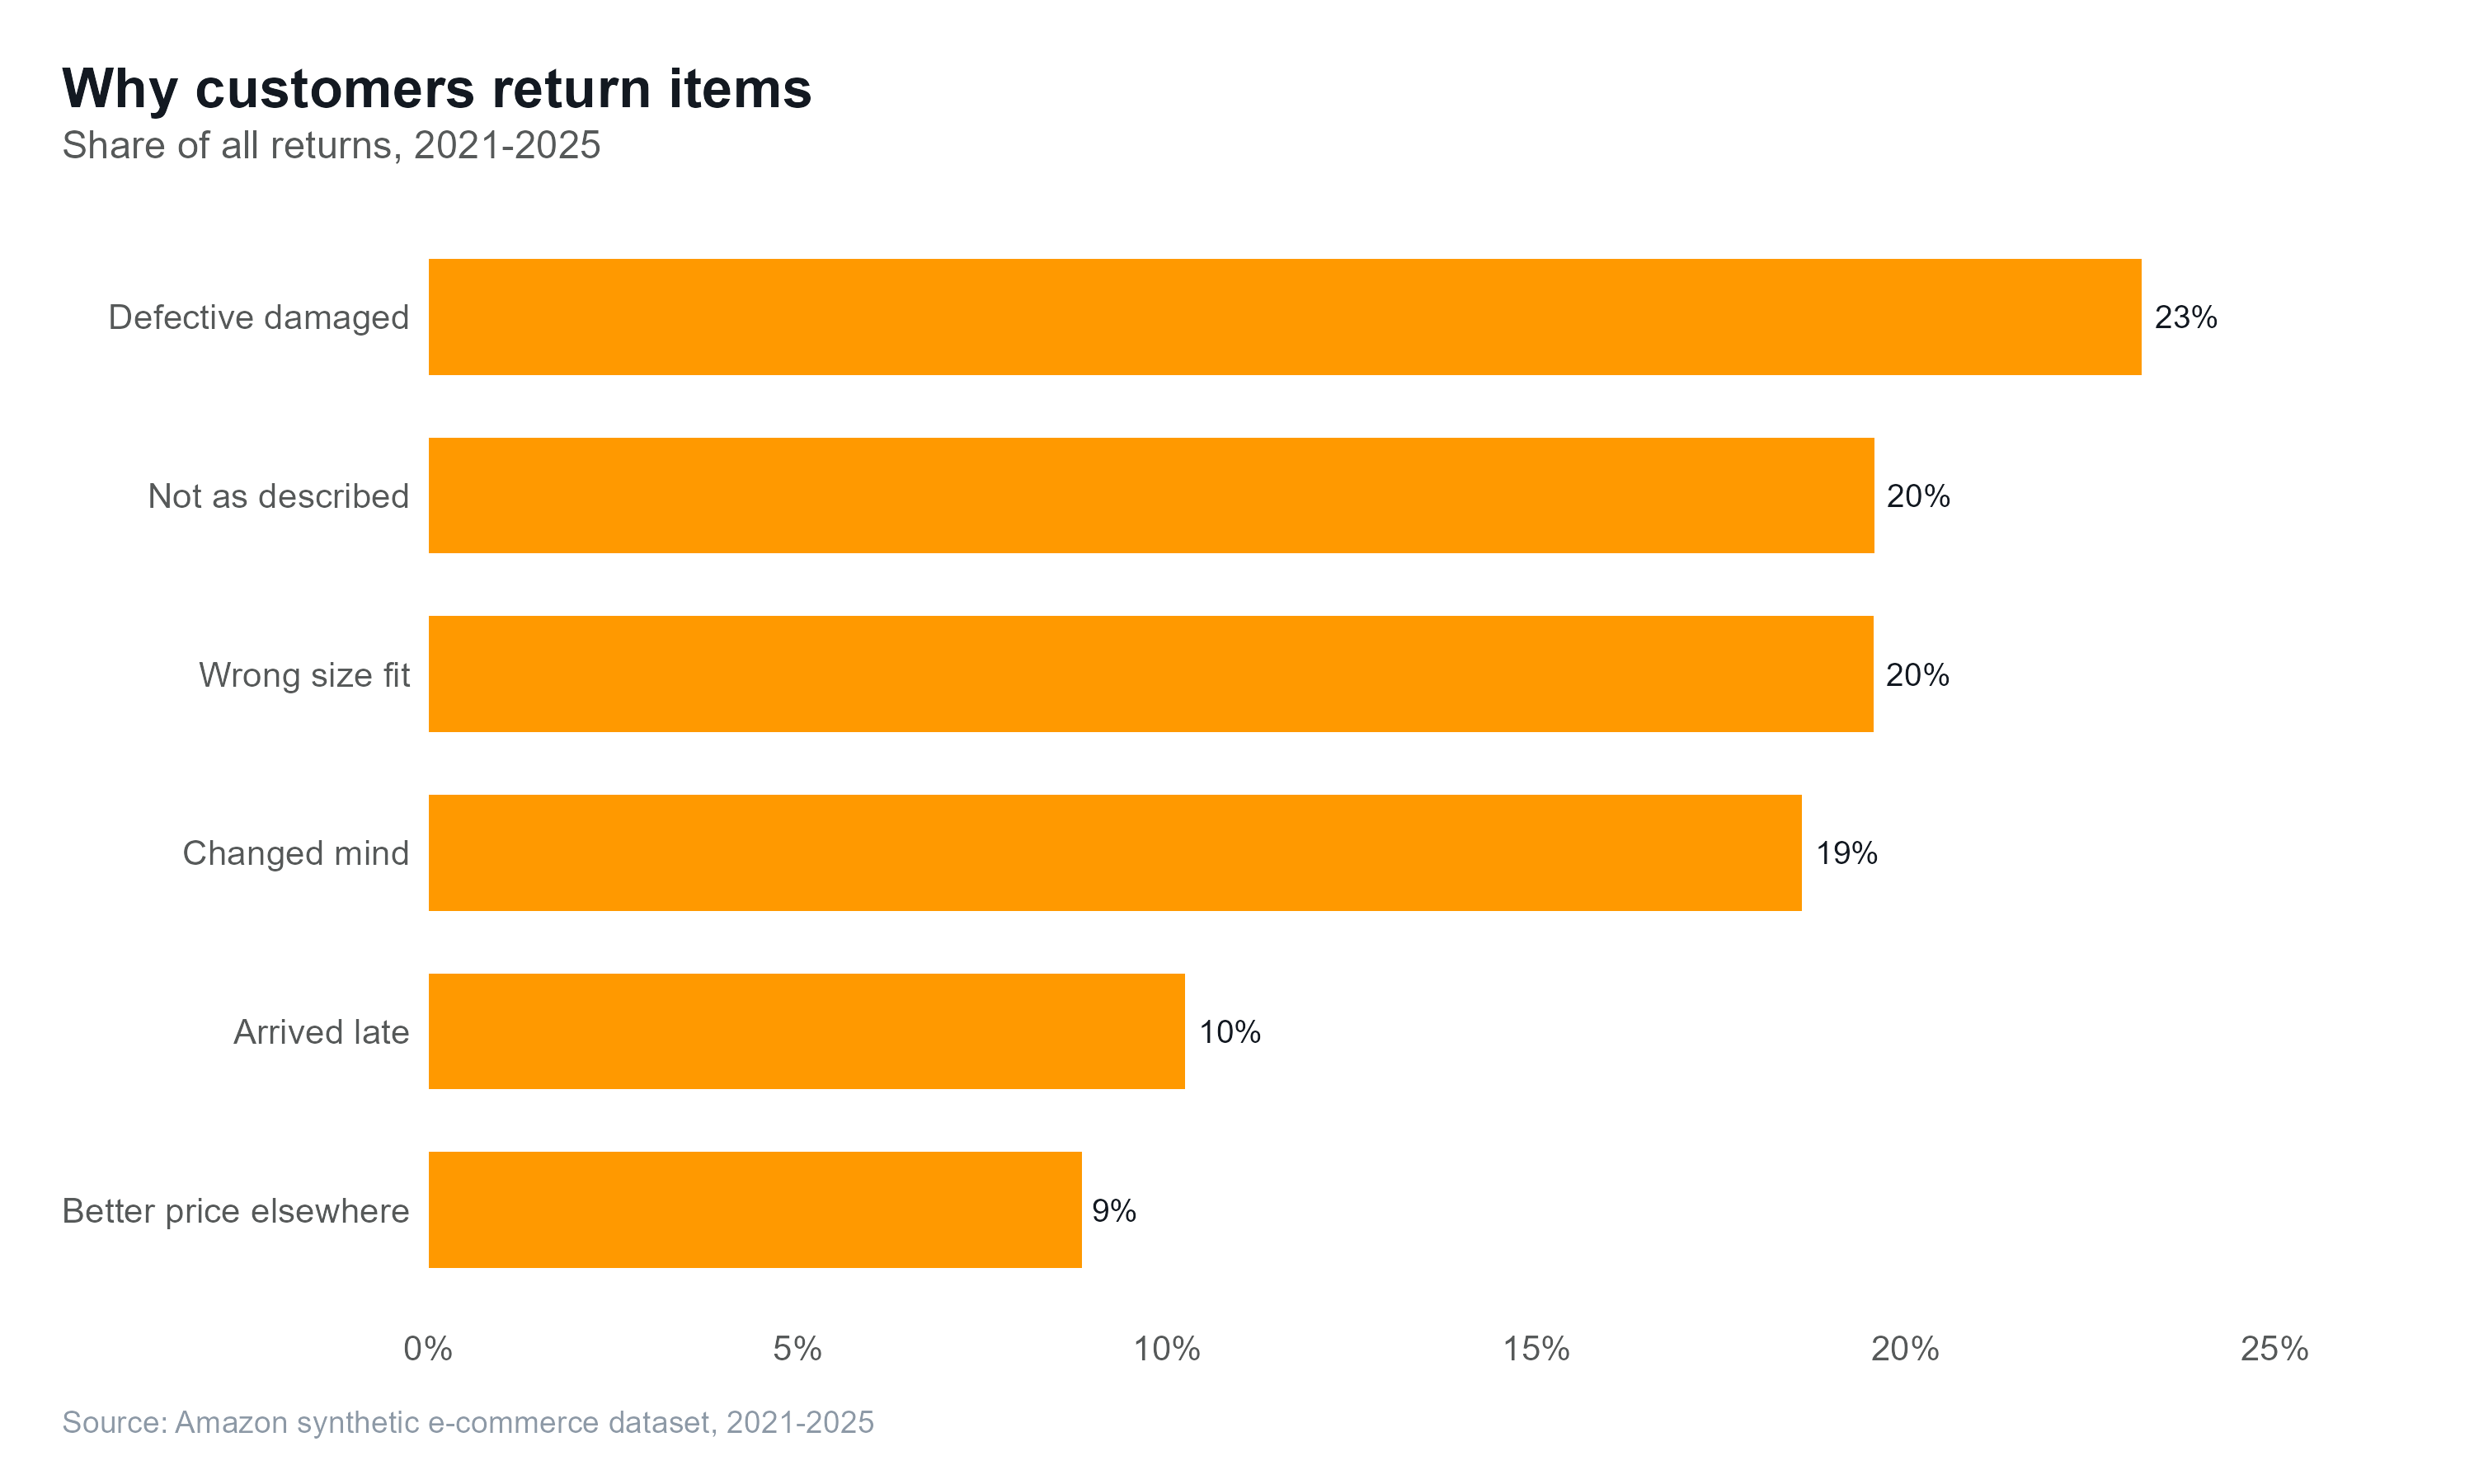 Why customers return items
Share of all returns, 2021-2025
Defective damaged 23%
Not as described 20%
Wrong size fit 20%
Changed mind 19%
Arrived late 10%
Better price elsewhere 9%
0% 5% 10% 15% 20% 25%
Source: Amazon synthetic e-commerce dataset, 2021-2025